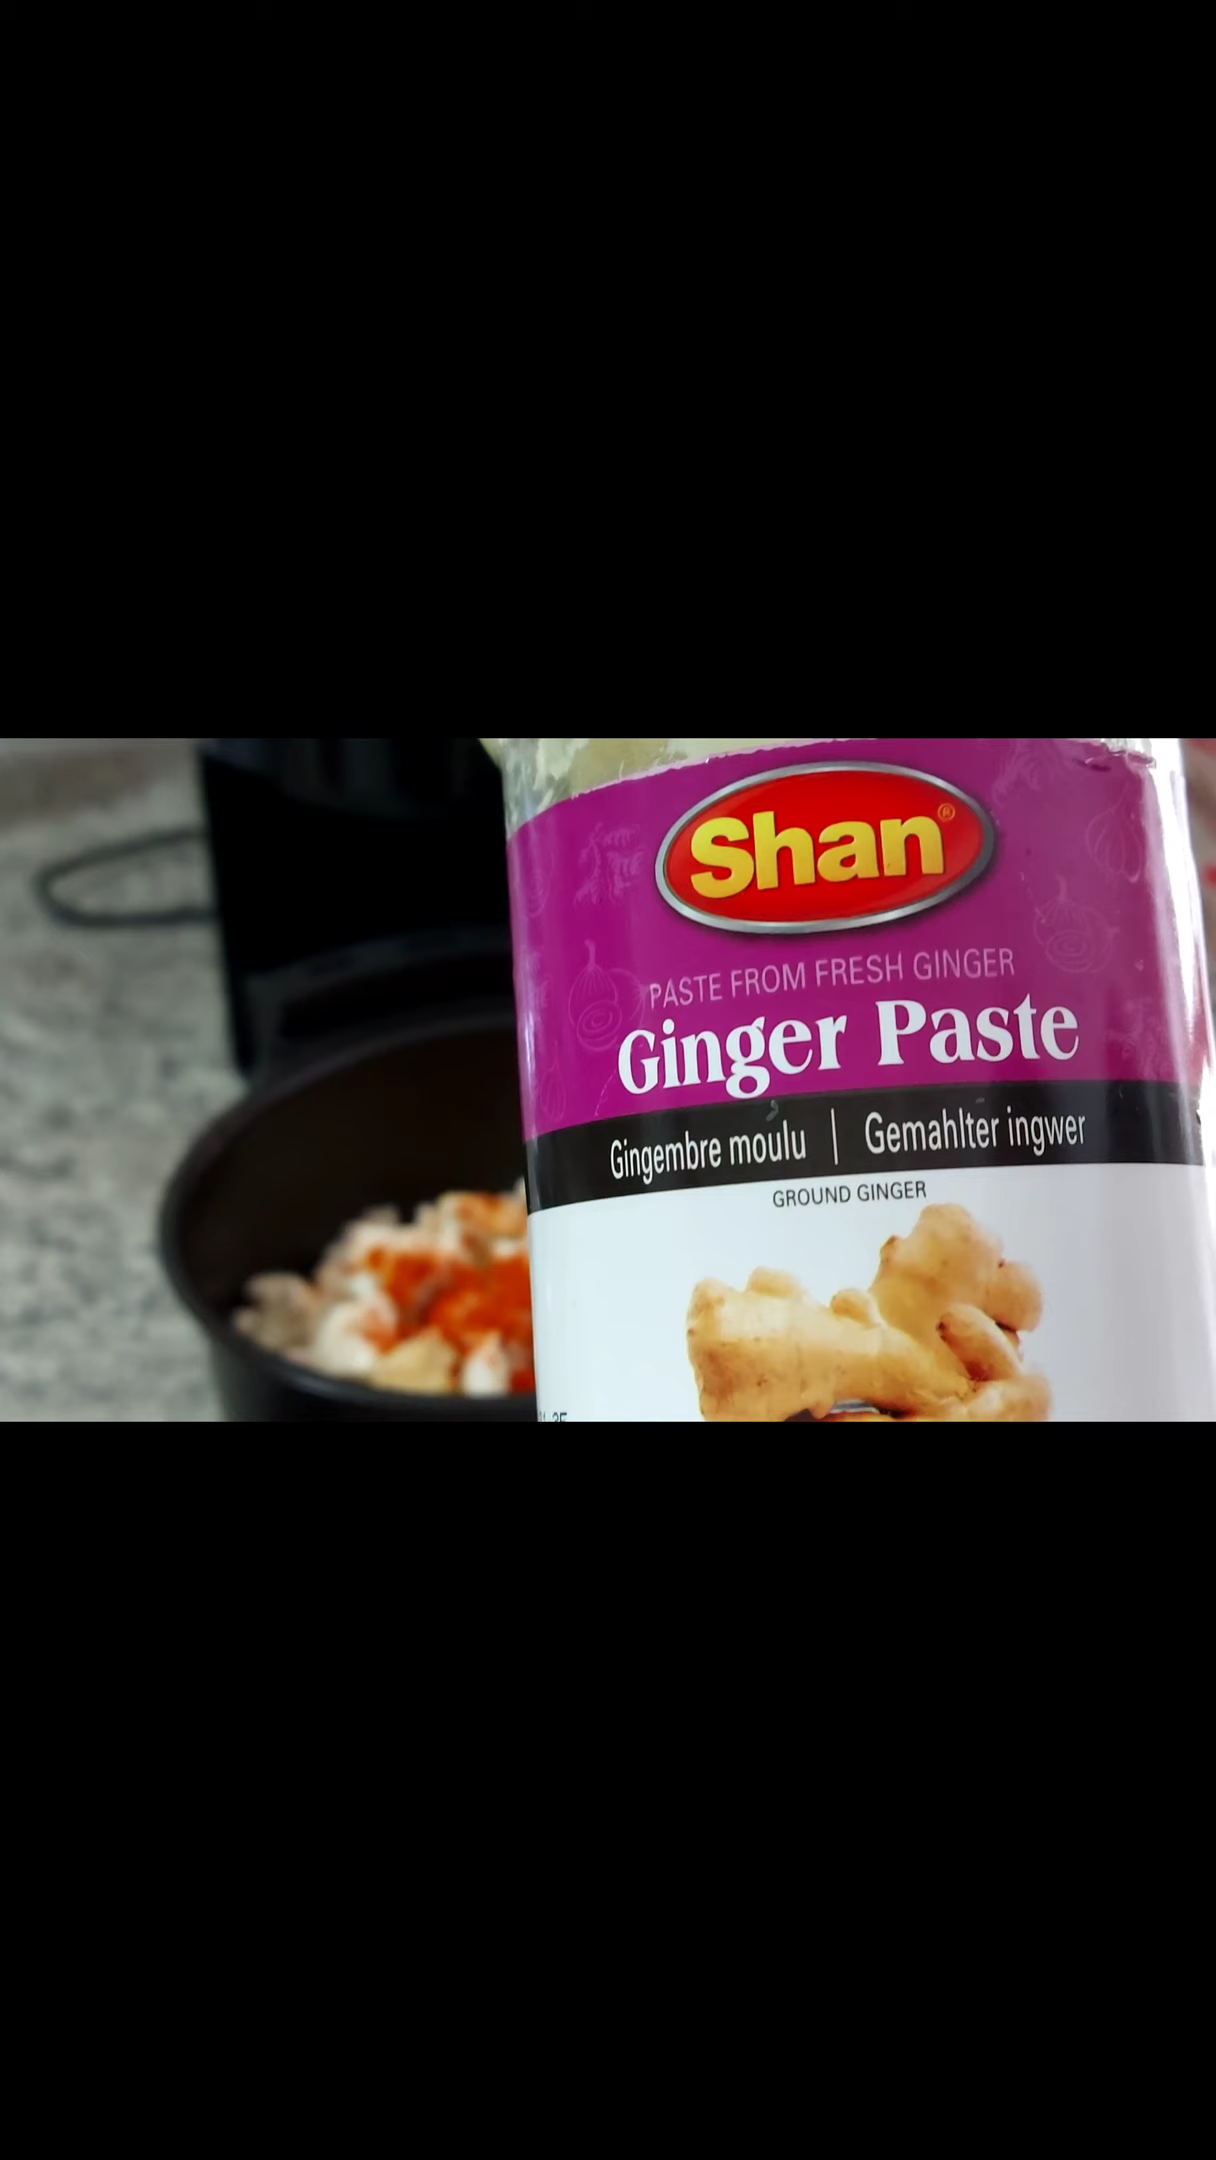 Shan®
PASTE FROM FRESH GINGER
Ginger Paste
Gingembre moulu | Gemahlter ingwer
GROUND GINGER